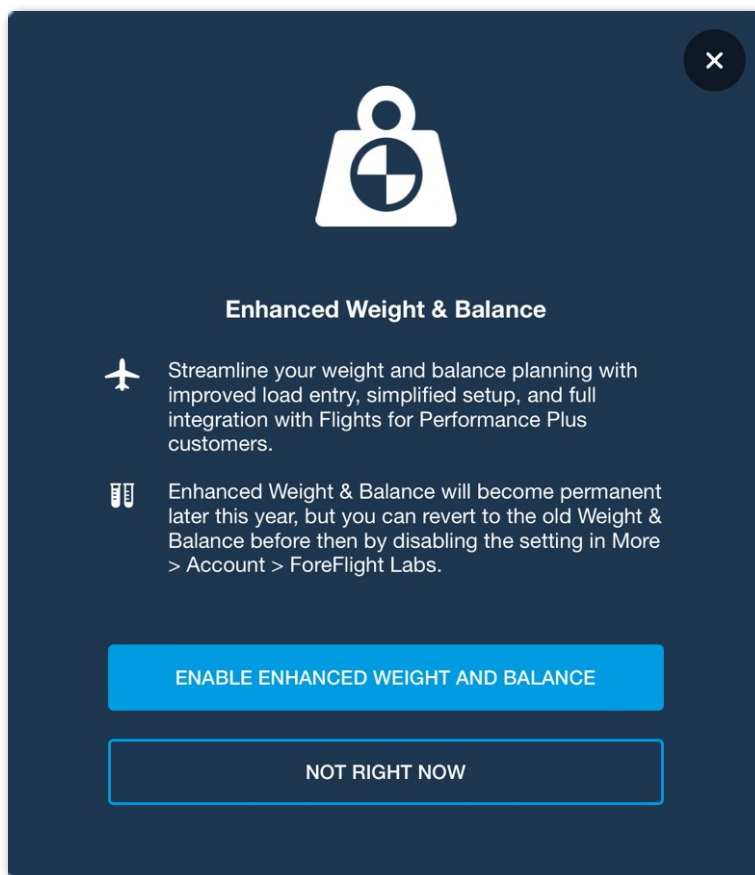 Enhanced Weight & Balance
Streamline your weight and balance planning with
improved load entry, simplified setup, and full
integration with Flights for Performance Plus
customers.
Enhanced Weight & Balance will become permanent
later this year, but you can revert to the old Weight &
Balance before then by disabling the setting in More
> Account > ForeFlight Labs.
ENABLE ENHANCED WEIGHT AND BALANCE
NOT RIGHT NOW